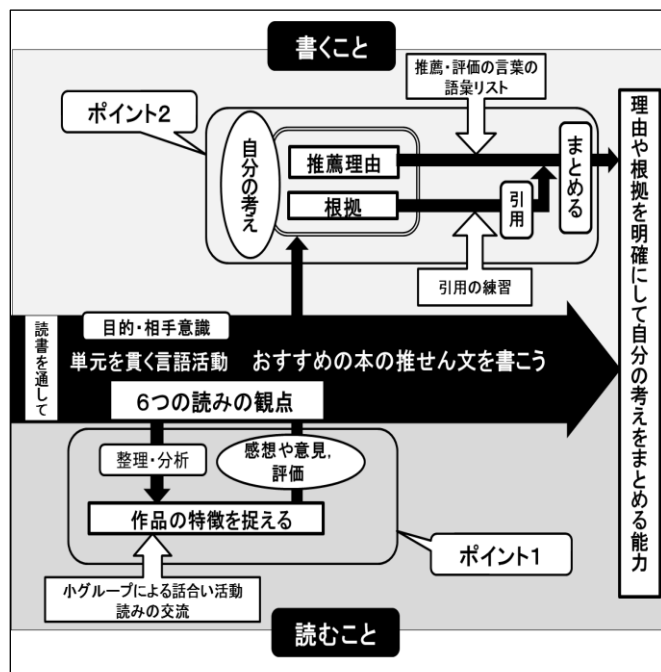 書くこと
推薦・評価の言葉の
語彙リスト
ポイント2
自分の考え
推薦理由
根拠
引用
まとめる
引用の練習
理由や根拠を明確にして自分の考えをまとめる能力
読書を通して
目的・相手意識
単元を貫く言語活動 おすすめの本の推せん文を書こう
6つの読みの観点
整理・分析
感想や意見,
評価
作品の特徴を捉える
ポイント1
小グループによる話合い活動
読みの交流
読むこと